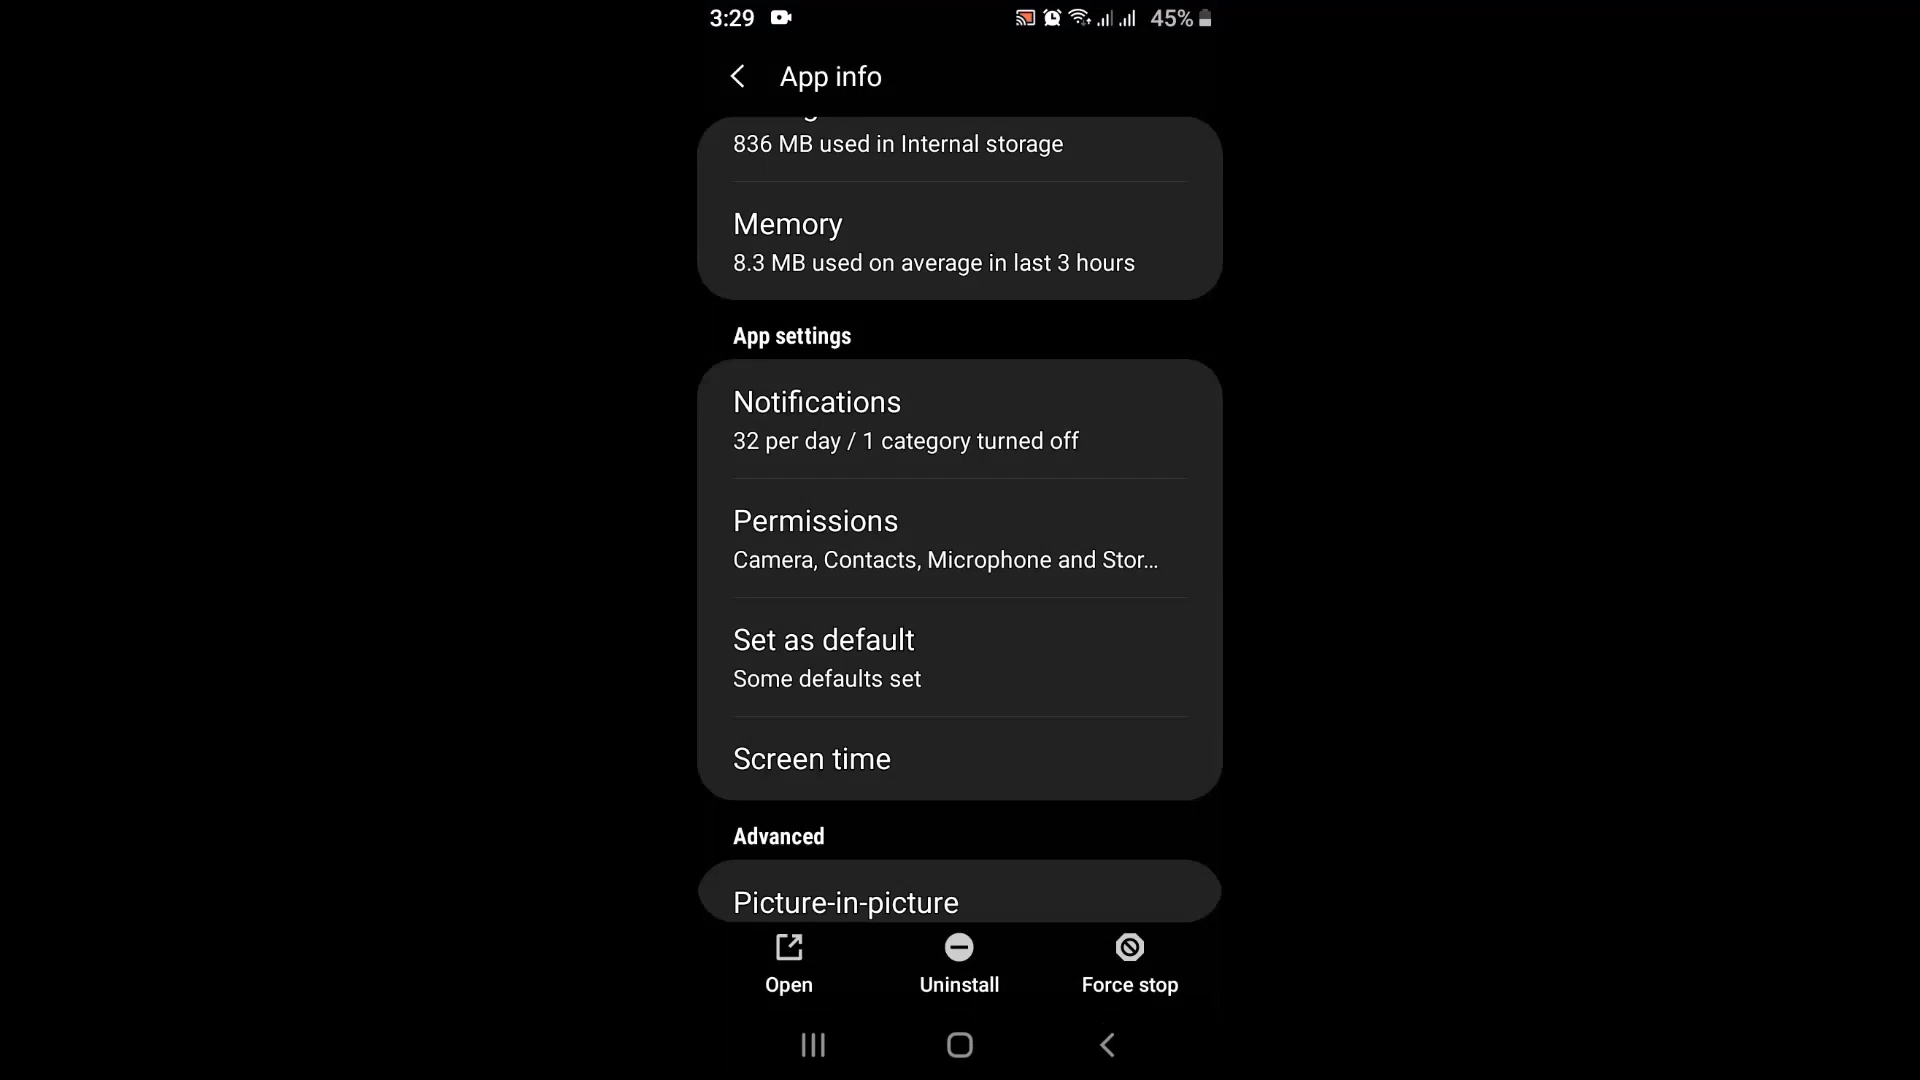 3:29
45%
App info
836 MB used in Internal storage
Memory
8.3 MB used on average in last 3 hours
App settings
Notifications
32 per day / 1 category turned off
Permissions
Camera, Contacts, Microphone and Stor...
Set as default
Some defaults set
Screen time
Advanced
Picture-in-picture
Open
Uninstall
Force stop